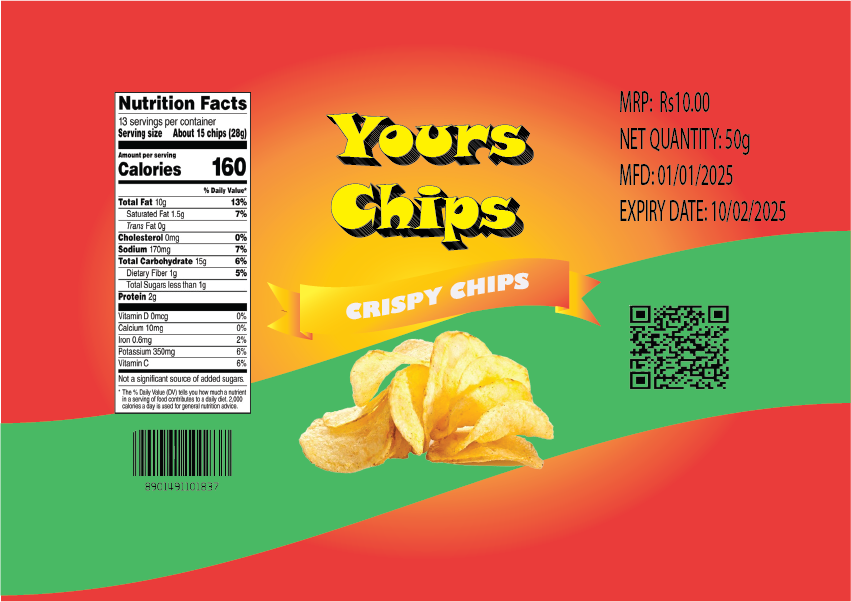 Nutrition Facts
13 servings per container
Serving size About 15 chips (28g)
Amount per serving
Calories 160
% Daily Value*
Total Fat 10g 13%
Saturated Fat 1.5g 7%
Trans Fat 0g
Cholesterol 0mg 0%
Sodium 170mg 7%
Total Carbohydrate 15g 6%
Dietary Fiber 1g 5%
Total Sugars less than 1g
Protein 2g
Vitamin D 0mcg 0%
Calcium 10mg 0%
Iron 0.6mg 2%
Potassium 350mg 6%
Vitamin C 6%
Not a significant source of added sugars.
* The % Daily Value (DV) tells you how much a nutrient
in a serving of food contributes to a daily diet. 2,000
calories a day is used for general nutrition advice.
8901491101837
Yours
Chips
CRISPY CHIPS
MRP: Rs10.00
NET QUANTITY: 50g
MFD: 01/01/2025
EXPIRY DATE: 10/02/2025